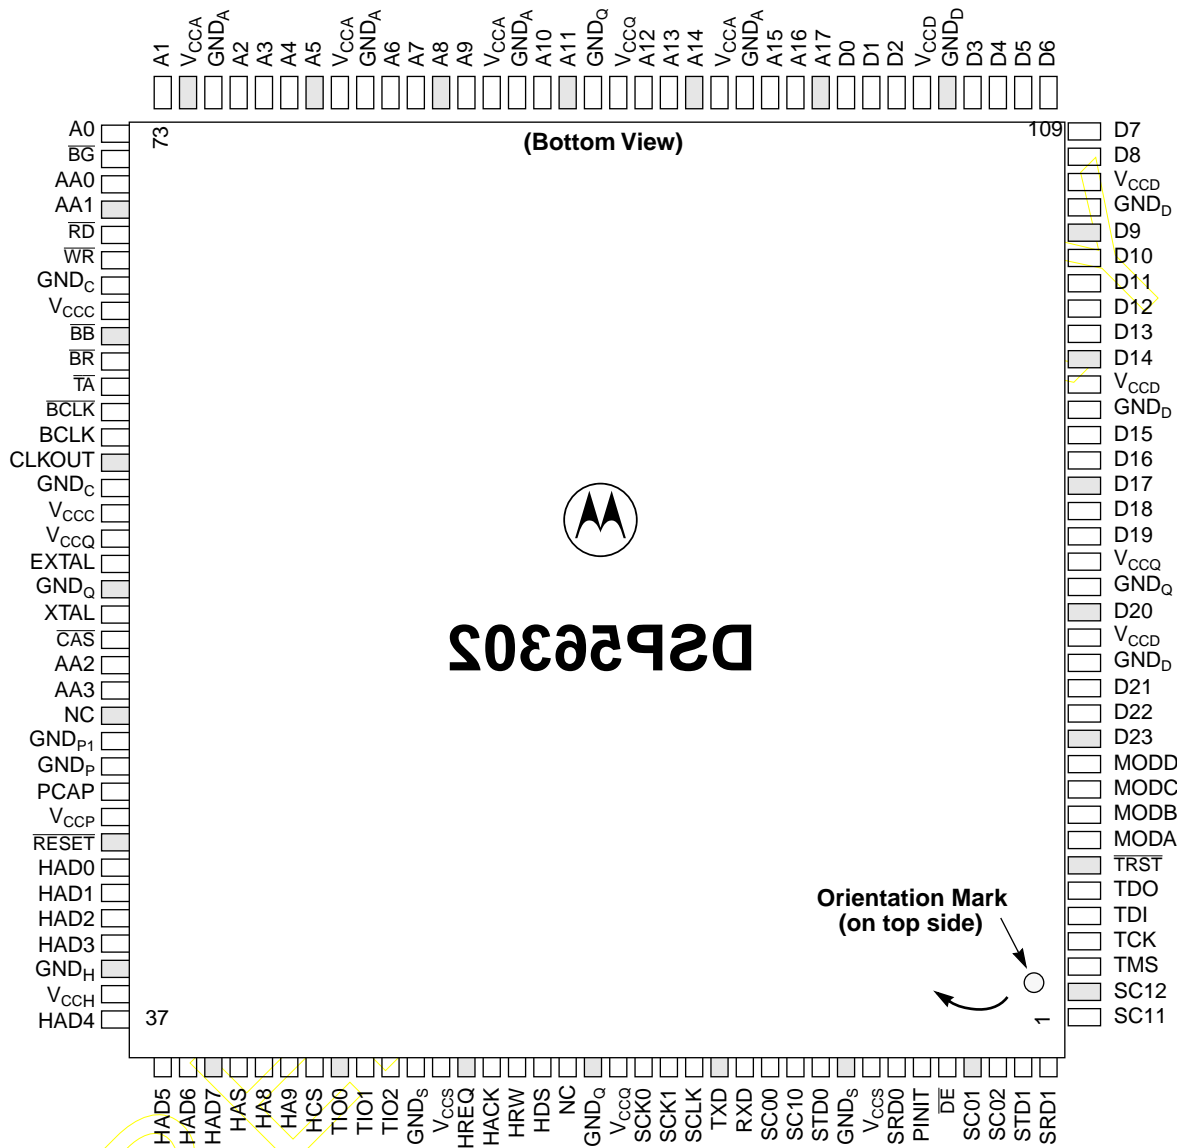 A1
VCCA
GNDA
A2
A3
A4
A5
VCCA
GNDA
A6
A7
A8
A9
VCCA
GNDA
A10
A11
GNDQ
VCCQ
A12
A13
A14
VCCA
GNDA
A15
A16
A17
D0
D1
D2
VCCD
GNDD
D3
D4
D5
D6
73
(Bottom View)
109
A0
BG
AA0
AA1
RD
WR
GNDC
VCCC
BB
BR
TA
BCLK
BCLK
CLKOUT
GNDC
VCCC
VCCQ
EXTAL
GNDQ
XTAL
CAS
AA2
AA3
NC
GNDP1
GNDP
PCAP
VCCP
RESET
HAD0
HAD1
HAD2
HAD3
GNDH
VCCH
HAD4
D7
D8
VCCD
GNDD
D9
D10
D11
D12
D13
D14
VCCD
GNDD
D15
D16
D17
D18
D19
VCCQ
GNDQ
D20
VCCD
GNDD
D21
D22
D23
MODD
MODC
MODB
MODA
TRST
TDO
TDI
TCK
TMS
SC12
SC11
DSP56302
Orientation Mark
(on top side)
37
1
HAD5
HAD6
HAD7
HAS
HA8
HA9
HCS
TIO0
TIO1
TIO2
GNDS
VCCS
HREQ
HACK
HRW
HDS
NC
GNDQ
VCCQ
SCK0
SCK1
SCLK
TXD
RXD
SC00
SC10
STD0
GNDS
VCCS
SRD0
PINIT
DE
SC01
SC02
STD1
SRD1